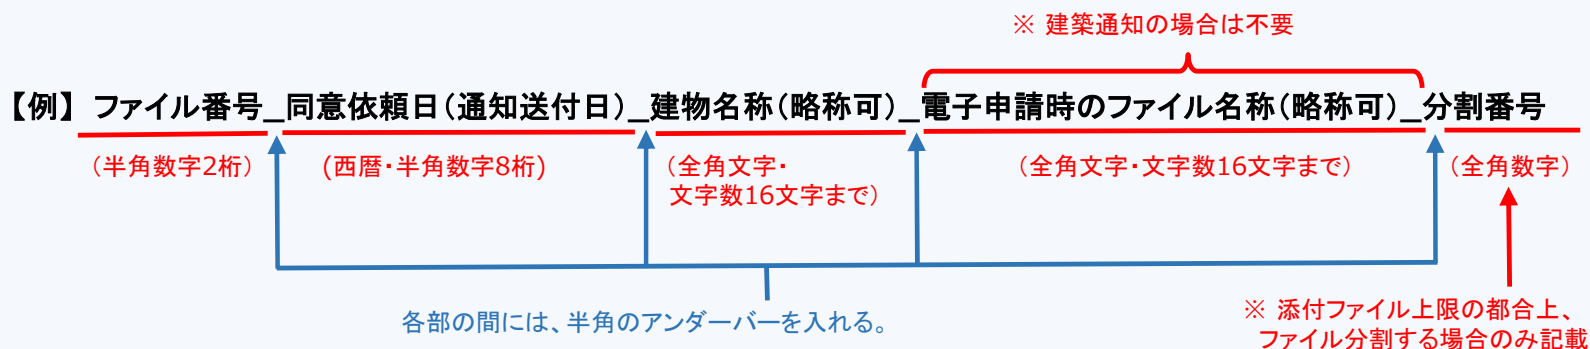 ※ 建築通知の場合は不要
【例】 ファイル番号_同意依頼日(通知送付日)_建物名称(略称可)_電子申請時のファイル名称(略称可)_分割番号
(半角数字2桁)
(西暦・半角数字8桁)
(全角文字・
文字数16文字まで)
(全角文字・文字数16文字まで)
(全角数字)
各部の間には、半角のアンダーバーを入れる。
※ 添付ファイル上限の都合上、
ファイル分割する場合のみ記載